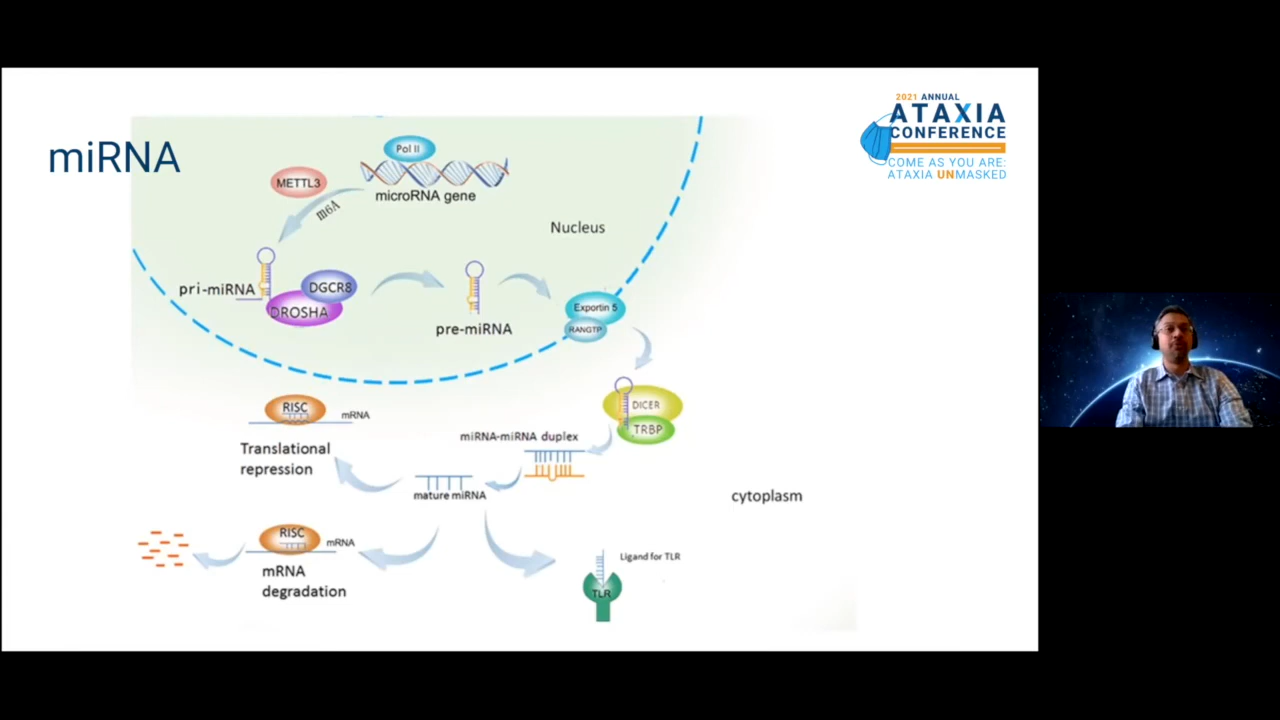 miRNA
2021 ANNUAL
ATAXIA
CONFERENCE
COME AS YOU ARE:
ATAXIA UNMASKED
Pol II
METTL3
microRNA gene
m6A
Nucleus
pri-miRNA
DGCR8
DROSHA
pre-miRNA
Exportin 5
RANGTP
DICER
TRBP
RISC
mRNA
Translational
repression
miRNA-miRNA duplex
mature miRNA
cytoplasm
RISC
mRNA
mRNA
degradation
Ligand for TLR
TLR